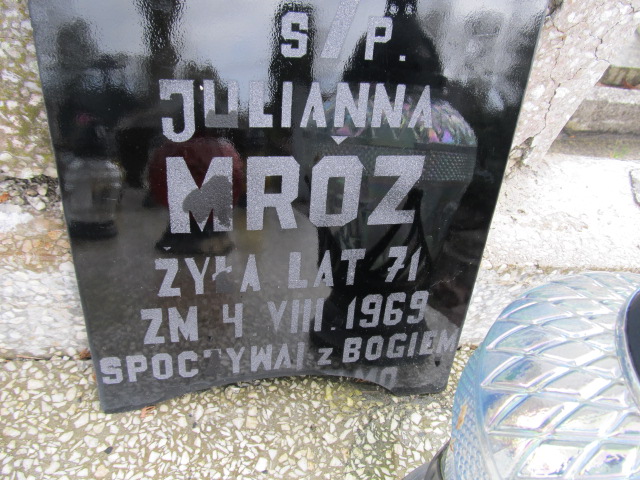 Ś/P.
JULIANNA
MRÓZ
ŻYŁA LAT 71
ZM 4 VIII.1969
SPOCZYWAJ z BOGIEM